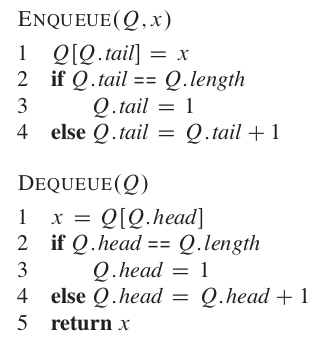 ENQUEUE(Q, x)
1 Q[Q.tail] = x
2 if Q.tail == Q.length
3 Q.tail = 1
4 else Q.tail = Q.tail + 1
DEQUEUE(Q)
1 x = Q[Q.head]
2 if Q.head == Q.length
3 Q.head = 1
4 else Q.head = Q.head + 1
5 return x